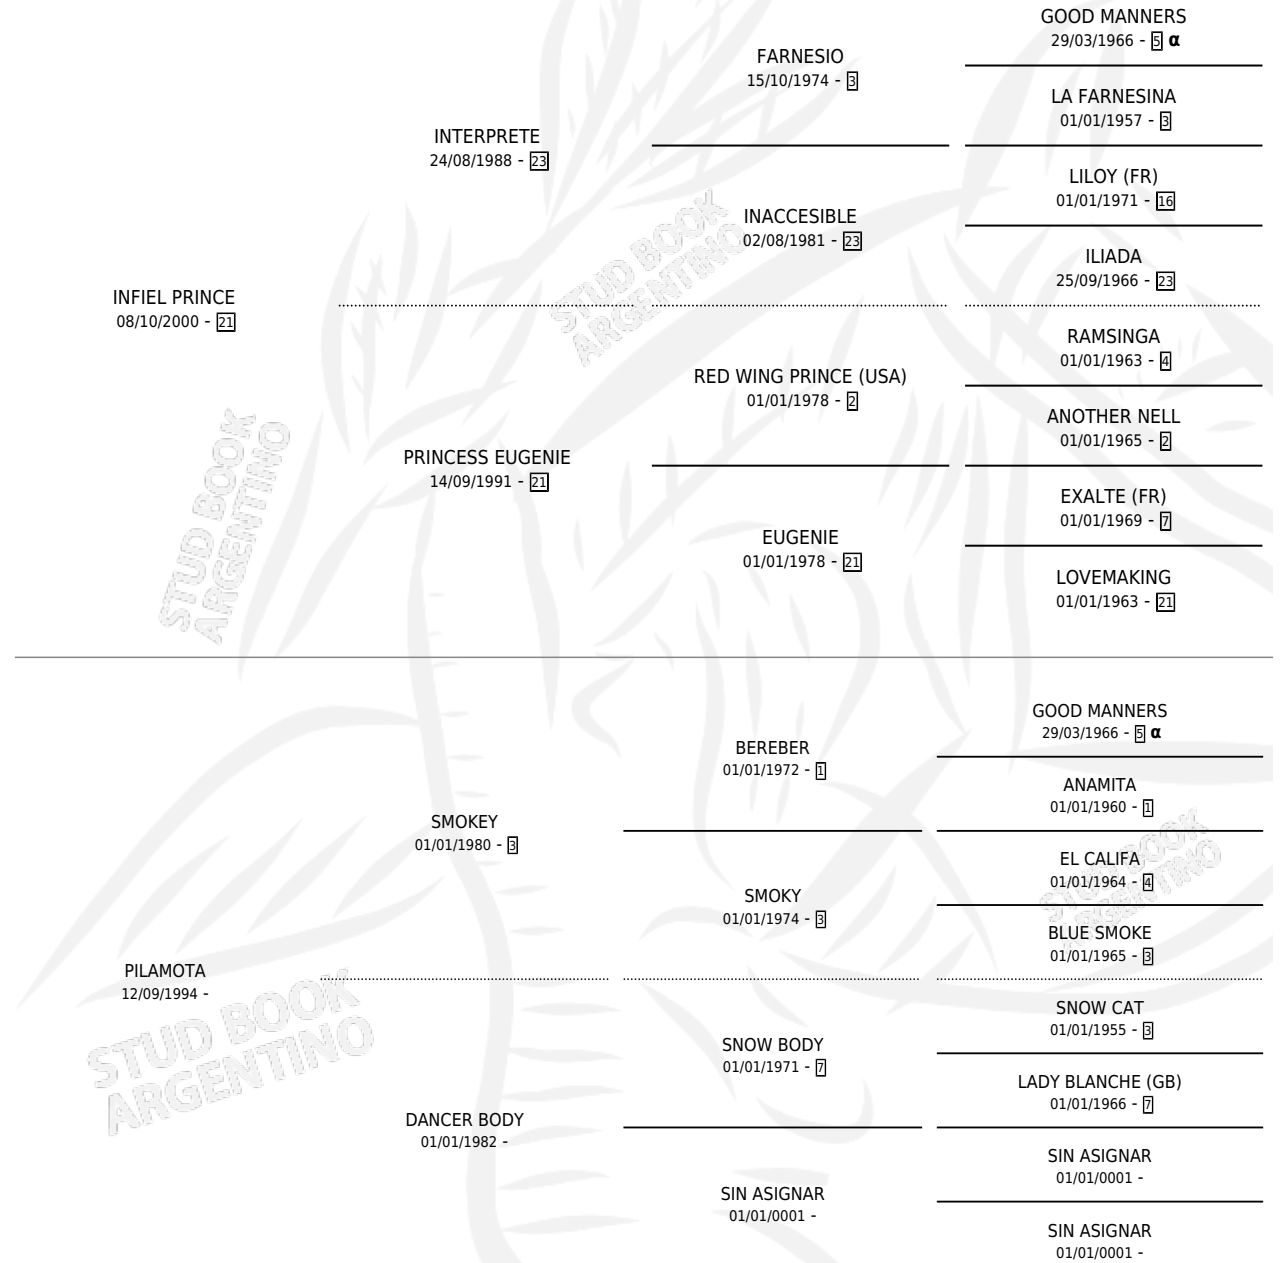 GOOD MANNERS
29/03/1966 - 5 α
FARNESIO
15/10/1974 - 3
LA FARNESINA
01/01/1957 - 3
INTERPRETE
24/08/1988 - 23
LILOY (FR)
01/01/1971 - 16
INACCESIBLE
02/08/1981 - 23
ILIADA
25/09/1966 - 23
INFIEL PRINCE
08/10/2000 - 21
RAMSINGA
01/01/1963 - 4
RED WING PRINCE (USA)
01/01/1978 - 2
ANOTHER NELL
01/01/1965 - 2
PRINCESS EUGENIE
14/09/1991 - 21
EXALTE (FR)
01/01/1969 - 7
EUGENIE
01/01/1978 - 21
LOVEMAKING
01/01/1963 - 21
GOOD MANNERS
29/03/1966 - 5 α
BEREBER
01/01/1972 - 1
ANAMITA
01/01/1960 - 1
SMOKEY
01/01/1980 - 3
EL CALIFA
01/01/1964 - 4
SMOKY
01/01/1974 - 3
BLUE SMOKE
01/01/1965 - 3
PILAMOTA
12/09/1994 -
SNOW CAT
01/01/1955 - 3
SNOW BODY
01/01/1971 - 7
LADY BLANCHE (GB)
01/01/1966 - 7
DANCER BODY
01/01/1982 -
SIN ASIGNAR
01/01/0001 -
SIN ASIGNAR
01/01/0001 -
SIN ASIGNAR
01/01/0001 -
STUD BOOK
ARGENTINO
STUD BOOK
ARGENTINO
STUD BOOK
ARGENTINO
STUD BOOK
ARGENTINO